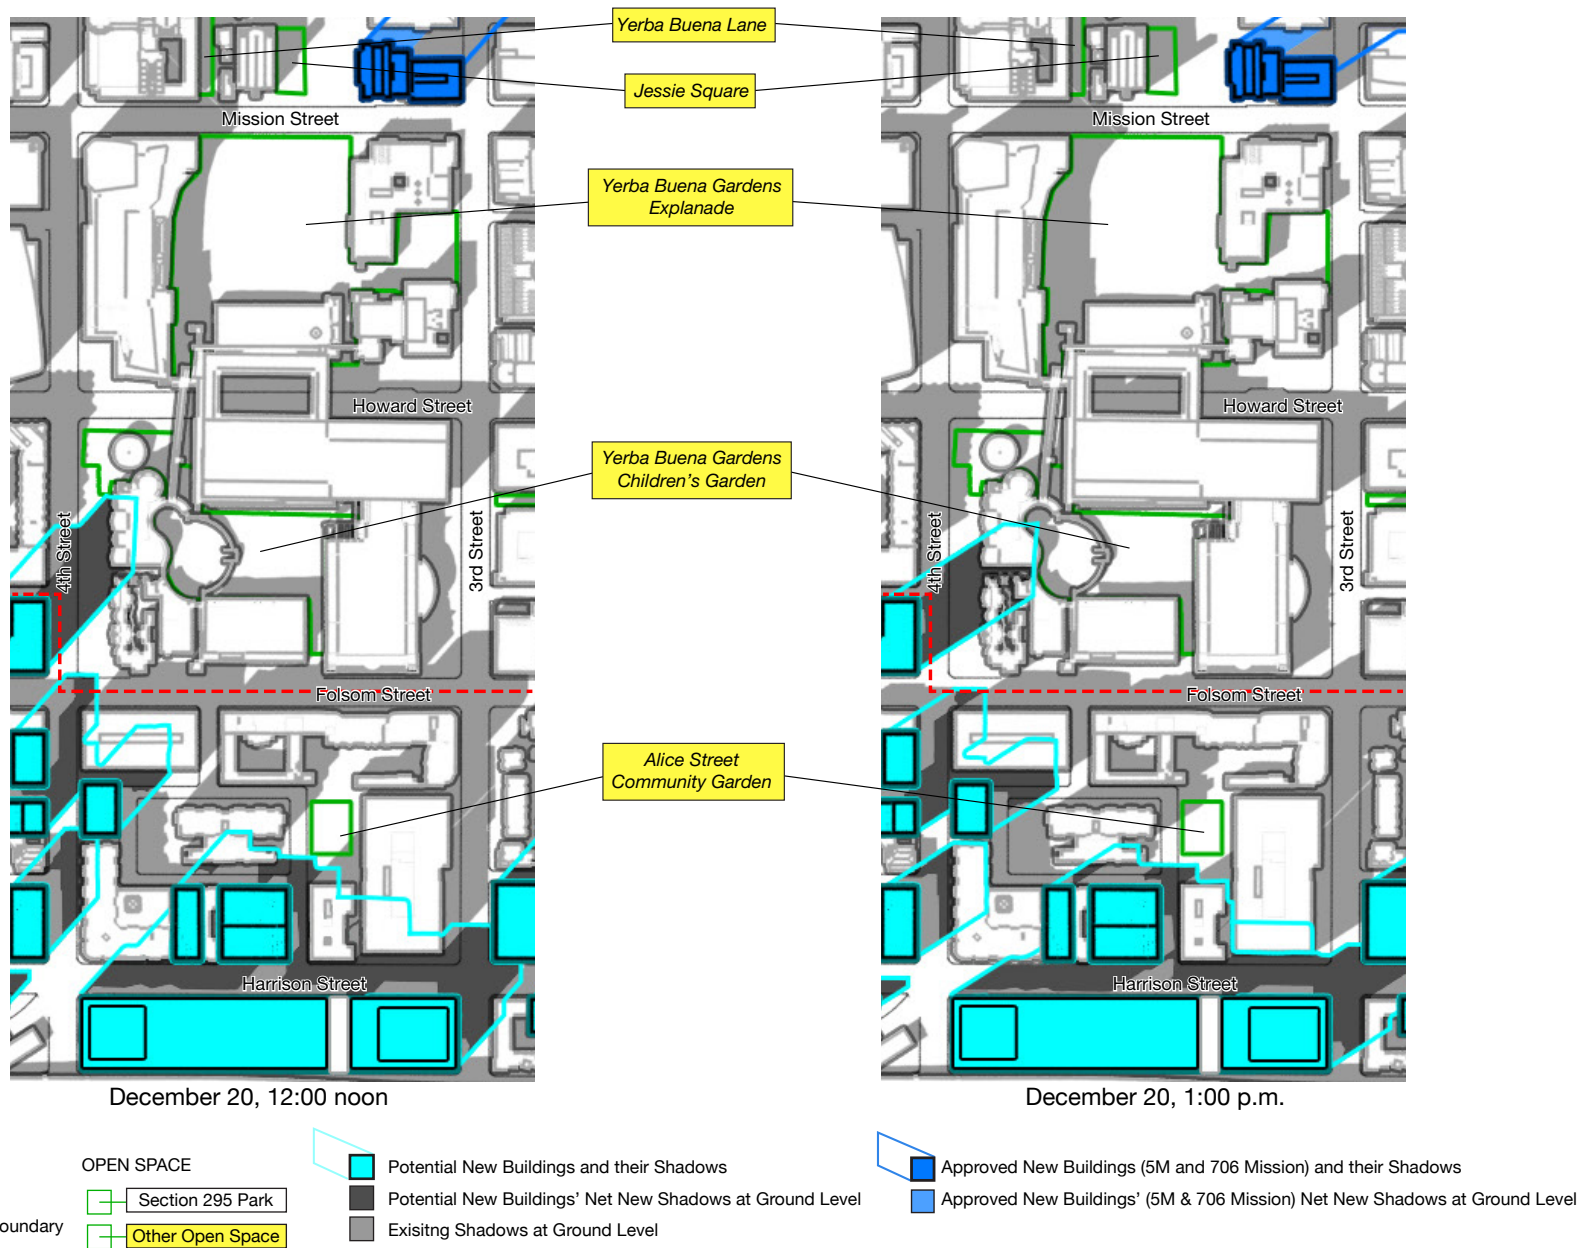 Yerba Buena Lane
Jessie Square
Mission Street
Mission Street
Yerba Buena Gardens
Explanade
Howard Street
Howard Street
Yerba Buena Gardens
Children's Garden
4th Street
3rd Street
4th Street
3rd Street
Folsom Street
Folsom Street
Alice Street
Community Garden
Harrison Street
Harrison Street
December 20, 12:00 noon
December 20, 1:00 p.m.
OPEN SPACE
Section 295 Park
oundary
Other Open Space
Potential New Buildings and their Shadows
Potential New Buildings' Net New Shadows at Ground Level
Exisitng Shadows at Ground Level
Approved New Buildings (5M and 706 Mission) and their Shadows
Approved New Buildings' (5M & 706 Mission) Net New Shadows at Ground Level